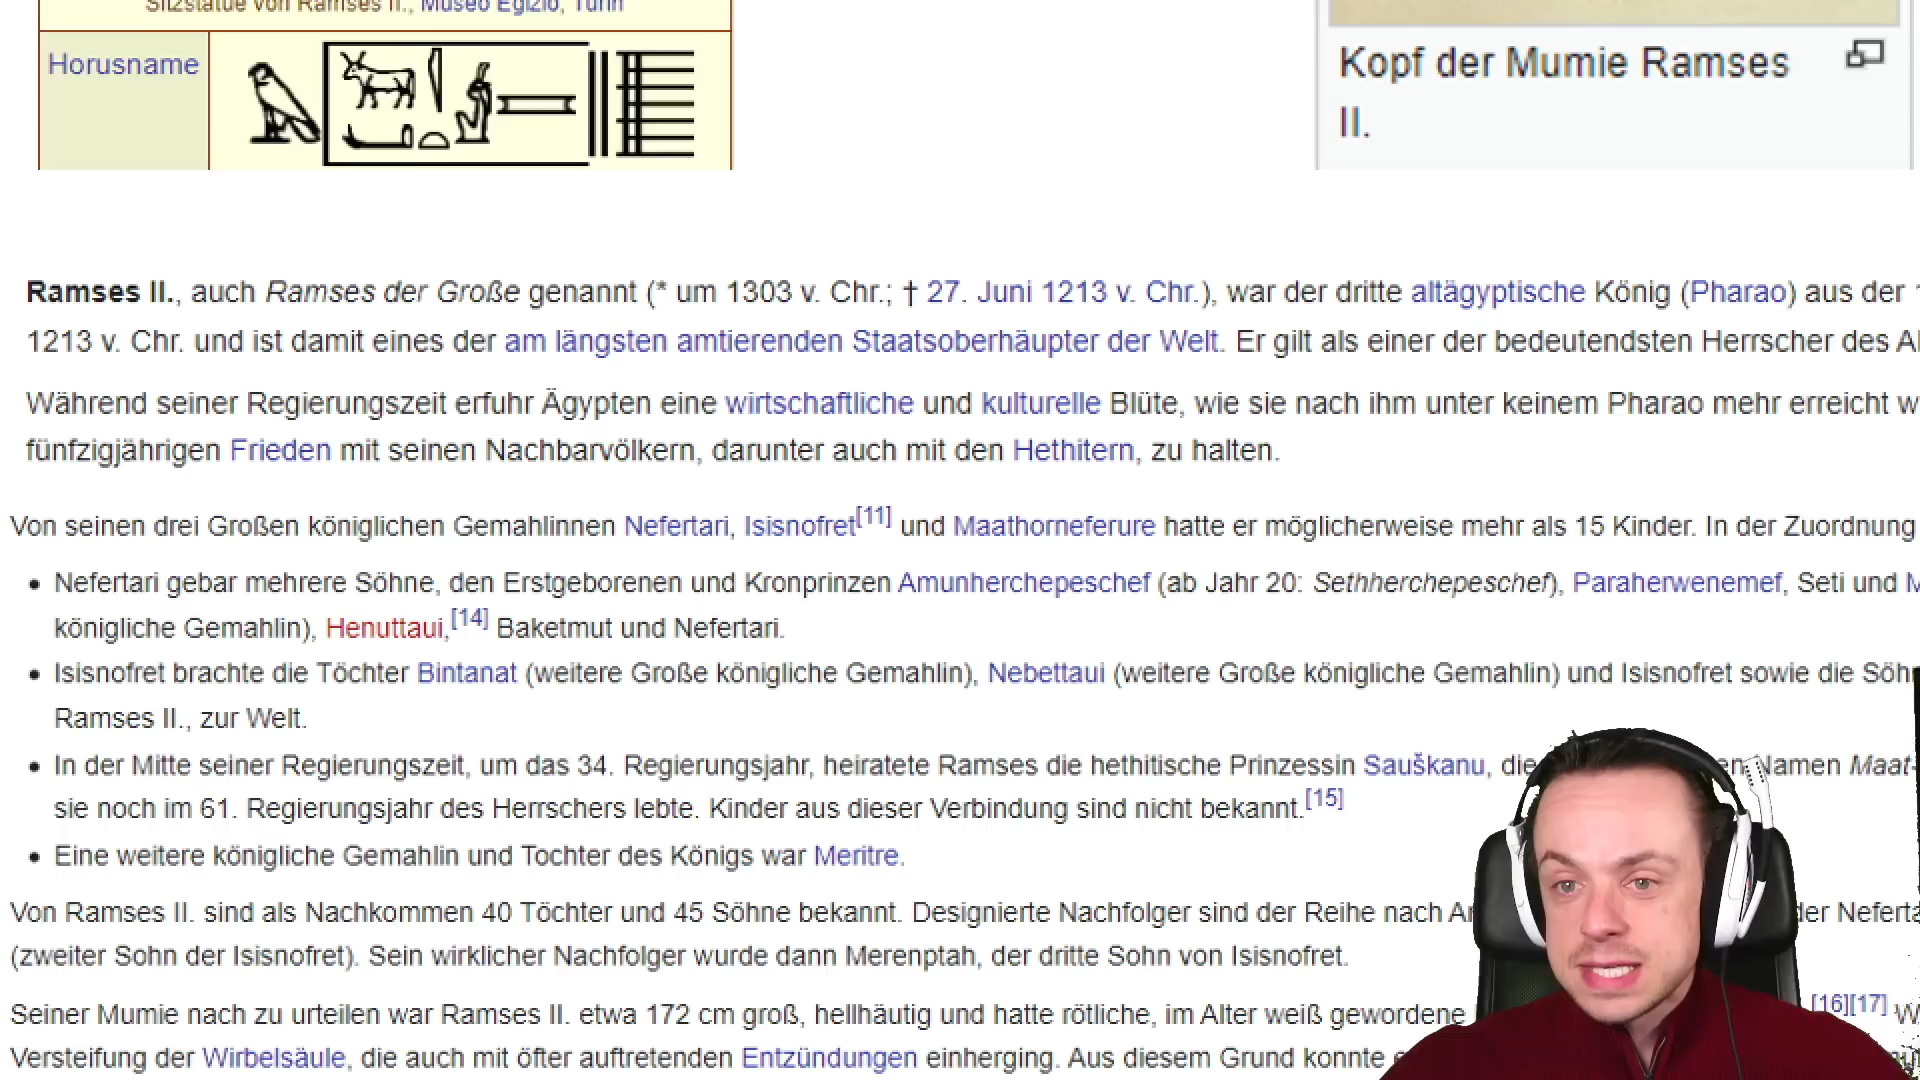 Sitzstatue von Ramses II., Museo Egizio, Turin
Horusname
Kopf der Mumie Ramses
II.
Ramses II., auch Ramses der Große genannt (* um 1303 v. Chr.; † 27. Juni 1213 v. Chr.), war der dritte altägyptische König (Pharao) aus der
1213 v. Chr. und ist damit eines der am längsten amtierenden Staatsoberhäupter der Welt. Er gilt als einer der bedeutendsten Herrscher des
Während seiner Regierungszeit erfuhr Ägypten eine wirtschaftliche und kulturelle Blüte, wie sie nach ihm unter keinem Pharao mehr erreicht
fünfzigjährigen Frieden mit seinen Nachbarvölkern, darunter auch mit den Hethitern, zu halten.
Von seinen drei Großen königlichen Gemahlinnen Nefertari, Isisnofret[11] und Maathorneferure hatte er möglicherweise mehr als 15 Kinder. In der Zuordnung
• Nefertari gebar mehrere Söhne, den Erstgeborenen und Kronprinzen Amunherchepeschef (ab Jahr 20: Sethherchepeschef), Paraherwenemef, Seti und
königliche Gemahlin), Henuttaui,[14] Baketmut und Nefertari.
• Isisnofret brachte die Töchter Bintanat (weitere Große königliche Gemahlin), Nebettaui (weitere Große königliche Gemahlin) und Isisnofret sowie die
Ramses II., zur Welt.
• In der Mitte seiner Regierungszeit, um das 34. Regierungsjahr, heiratete Ramses die hethitische Prinzessin Sauškanu, die Namen Maat-
sie noch im 61. Regierungsjahr des Herrschers lebte. Kinder aus dieser Verbindung sind nicht bekannt.[15]
• Eine weitere königliche Gemahlin und Tochter des Königs war Meritre.
Von Ramses II. sind als Nachkommen 40 Töchter und 45 Söhne bekannt. Designierte Nachfolger sind der Reihe nach der
(zweiter Sohn der Isisnofret). Sein wirklicher Nachfolger wurde dann Merenptah, der dritte Sohn von Isisnofret.
Seiner Mumie nach zu urteilen war Ramses II. etwa 172 cm groß, hellhäutig und hatte rötliche, im Alter weiß gewordene [16][17]
Versteifung der Wirbelsäule, die auch mit öfter auftretenden Entzündungen einherging. Aus diesem Grund konnte